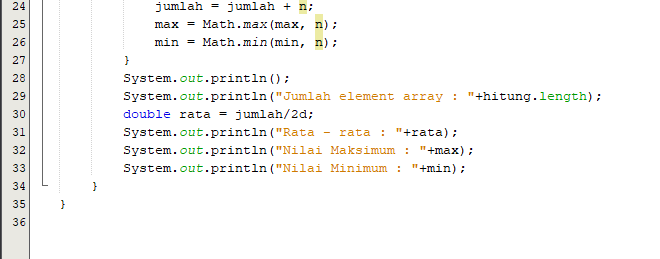 24 jumlah = jumlah + n;
25 max = Math.max(max, n);
26 min = Math.min(min, n);
27 }
28 System.out.println();
29 System.out.println("Jumlah element array : "+hitung.length);
30 double rata = jumlah/2d;
31 System.out.println("Rata - rata : "+rata);
32 System.out.println("Nilai Maksimum : "+max);
33 System.out.println("Nilai Minimum : "+min);
34 }
35 }
36